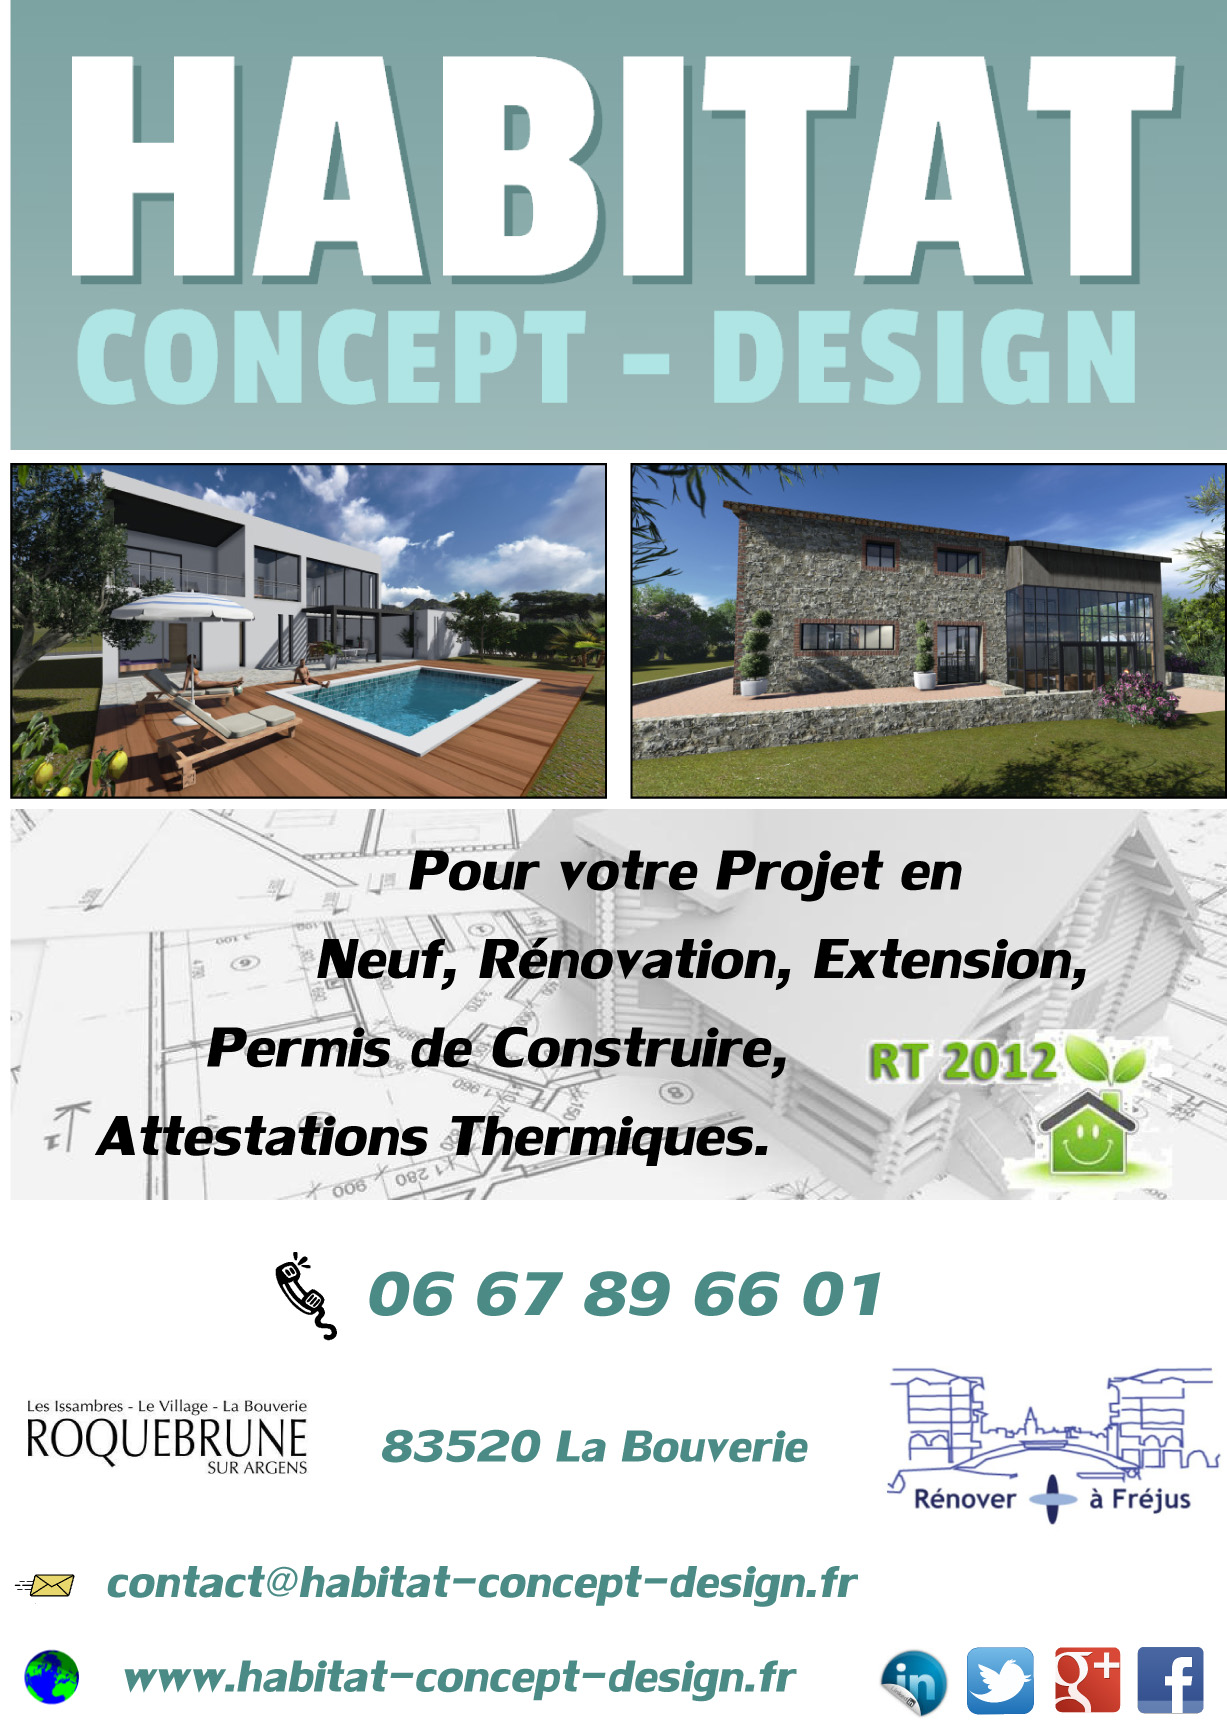 HABITAT
CONCEPT - DESIGN
Pour votre Projet en
Neuf, Rénovation, Extension,
Permis de Construire,
Attestations Thermiques.
RT 2012
06 67 89 66 01
Les Issambres - Le Village - La Bouverie
ROQUEBRUNE
SUR ARGENS
83520 La Bouverie
Rénover à Fréjus
contact@habitat-concept-design.fr
www.habitat-concept-design.fr
in
g+
f